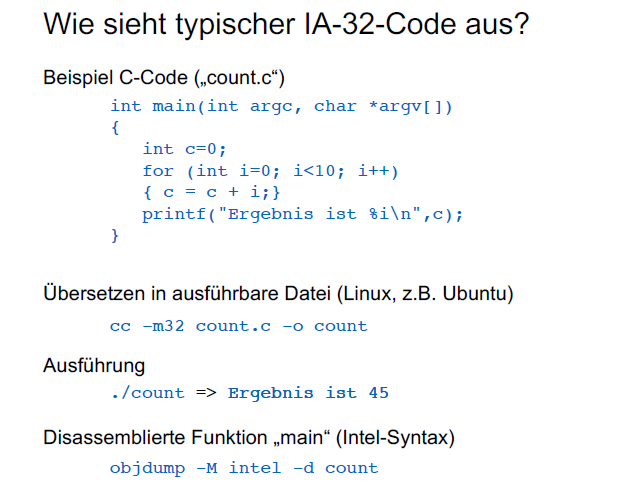 Wie sieht typischer IA-32-Code aus?
Beispiel C-Code („count.c“)
int main(int argc, char *argv[])
{
int c=0;
for (int i=0; i<10; i++)
{ c = c + i;}
printf("Ergebnis ist %i\n",c);
}
Übersetzen in ausführbare Datei (Linux, z.B. Ubuntu)
cc –m32 count.c –o count
Ausführung
./count => Ergebnis ist 45
Disassemblierte Funktion „main“ (Intel-Syntax)
objdump –M intel –d count